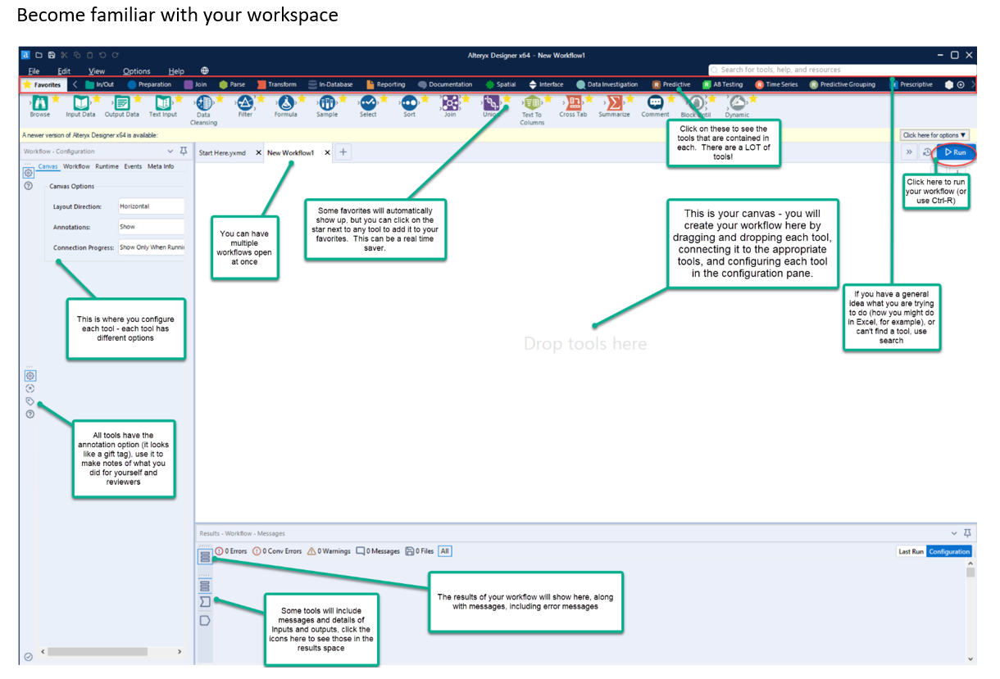 Become familiar with your workspace
Alteryx Designer x64 - New Workflow1
File Edit View Options Help
Search for tools, help, and resources
Favorites In/Out Preparation Join Parse Transform In-Database Reporting Documentation Spatial Interface Data Investigation Predictive AB Testing Time Series Predictive Grouping Prescriptive
Browse Input Data Output Data Text Input Data Filter Formula Sample Select Sort Join Union Text To Cross Tab Summarize Comment Block Until Dynamic
Cleansing Columns
A newer version of Alteryx Designer x64 is available:
Click here for options ▼
Click on these to see the
tools that are contained in
each. There are a LOT of
tools!
Workflow - Configuration
Start Here.yxmd × New Workflow1 × +
Run
Canvas Workflow Runtime Events Meta Info
Canvas Options
Layout Direction: Horizontal
Annotations: Show
Connection Progress: Show Only When Runnin
Click here to run
your workflow (or
use Ctrl-R)
You can have
multiple
workflows open
at once
Some favorites will automatically
show up, but you can click on the
star next to any tool to add it to your
favorites. This can be a real time
saver.
This is your canvas - you will
create your workflow here by
dragging and dropping each tool,
connecting it to the appropriate
tools, and configuring each tool
in the configuration pane.
If you have a general
idea what you are trying
to do (how you might do
in Excel, for example), or
can't find a tool, use
search
This is where you configure
each tool - each tool has
different options
Drop tools here
All tools have the
annotation option (it looks
like a gift tag), use it to
make notes of what you
did for yourself and
reviewers
Results - Workflow - Messages
0 Errors 0 Conv Errors 0 Warnings 0 Messages 0 Files All
Last Run Configuration
The results of your workflow will show here, along
with messages, including error messages
Some tools will include
messages and details of
inputs and outputs, click the
icons here to see those in the
results space